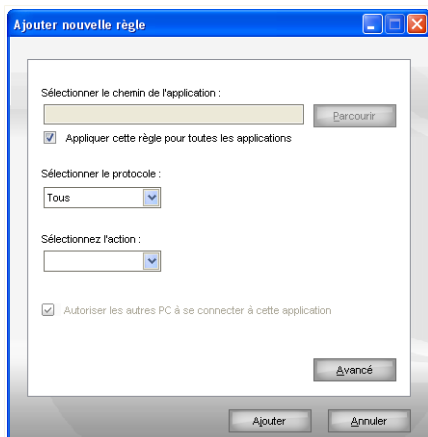 Ajouter nouvelle règle
Sélectionner le chemin de l'application :
Parcourir
Appliquer cette règle pour toutes les applications
Sélectionner le protocole :
Tous
Sélectionnez l'action :
Autoriser les autres PC á se connecter à cette application
Avancé
Ajouter
Annuler